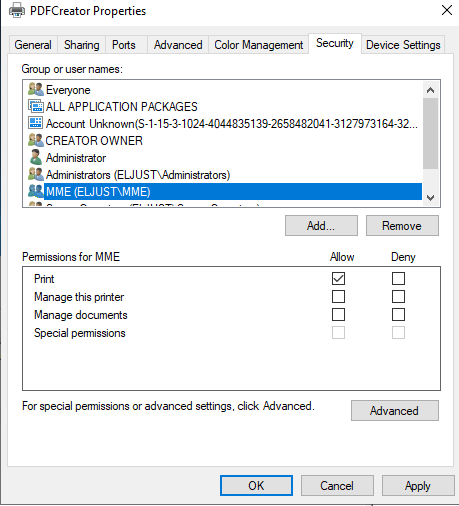 PDFCreator Properties
General Sharing Ports Advanced Color Management Security Device Settings
Group or user names:
Everyone
ALL APPLICATION PACKAGES
Account Unknown(S-1-15-3-1024-4044835139-2658482041-3127973164-32...
CREATOR OWNER
Administrator
Administrators (ELJUST\Administrators)
MME (ELJUST\MME)
Add... Remove
Permissions for MME Allow Deny
Print
Manage this printer
Manage documents
Special permissions
For special permissions or advanced settings, click Advanced.
Advanced
OK Cancel Apply